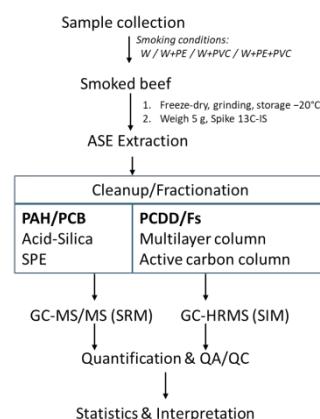 Sample collection
Smoking conditions:
W / W+PE / W+PVC / W+PE+PVC
Smoked beef
1. Freeze-dry, grinding, storage −20°C
2. Weigh 5 g, Spike 13C-IS
ASE Extraction
Cleanup/Fractionation
PAH/PCB
Acid-Silica
SPE
PCDD/Fs
Multilayer column
Active carbon column
GC-MS/MS (SRM)
GC-HRMS (SIM)
Quantification & QA/QC
Statistics & Interpretation